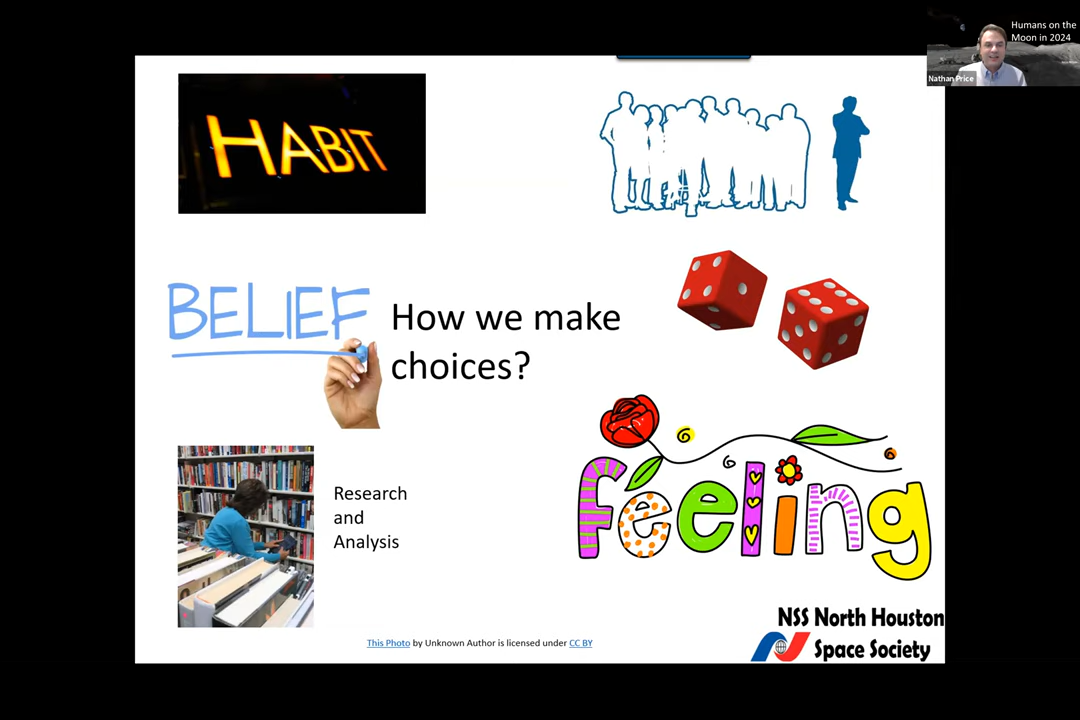 Humans on the
Moon in 2024
Nathan Price
HABIT
BELIEF
How we make
choices?
Research
and
Analysis
feeling
This Photo by Unknown Author is licensed under CC BY
NSS North Houston
Space Society